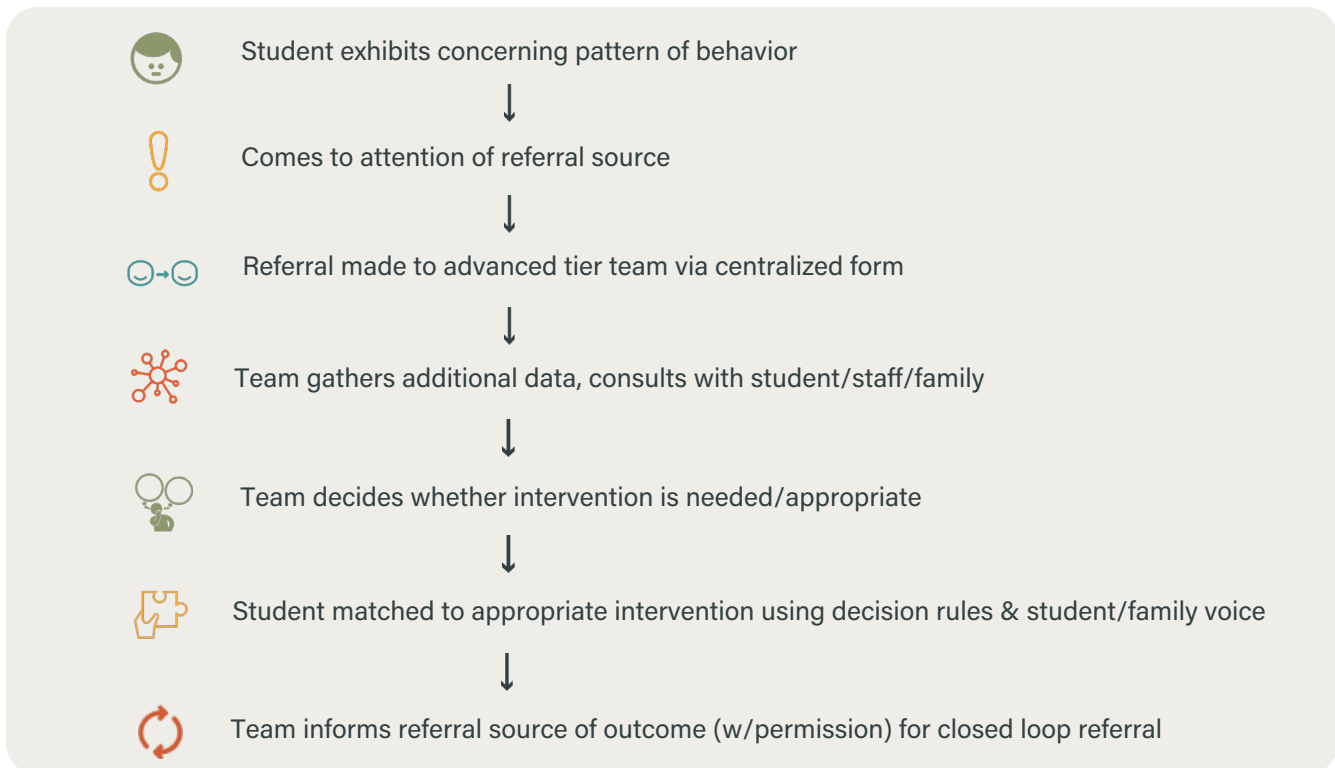 Student exhibits concerning pattern of behavior
Comes to attention of referral source
Referral made to advanced tier team via centralized form
Team gathers additional data, consults with student/staff/family
Team decides whether intervention is needed/appropriate
Student matched to appropriate intervention using decision rules & student/family voice
Team informs referral source of outcome (w/permission) for closed loop referral